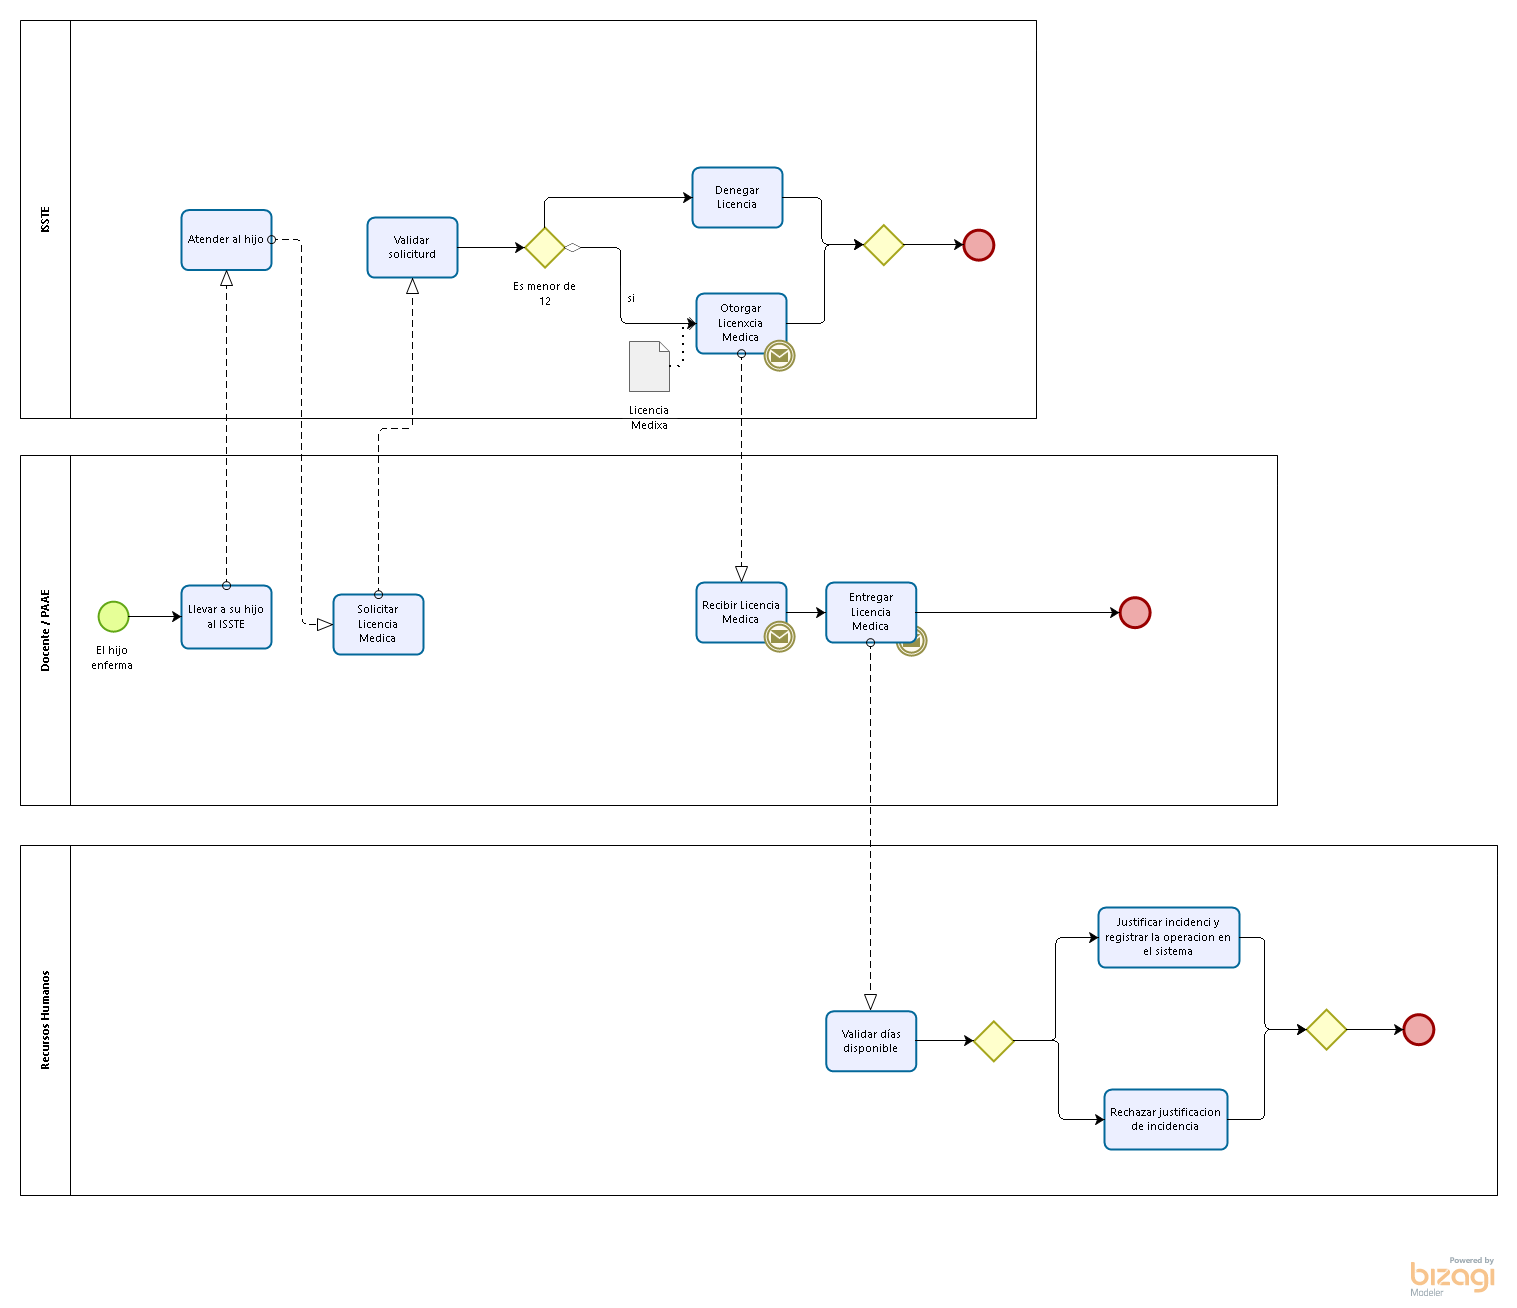 ISSTE
Denegar
Licencia
Atender al hijo
Validar
soliciturd
Es menor de
12
si
Otorgar
Licenxcia
Medica
Licencia
Medixa
Docente / PAAE
El hijo
enferma
Llevar a su hijo
al ISSTE
Solicitar
Licencia
Medica
Recibir Licencia
Medica
Entregar
Licencia
Medica
Recursos Humanos
Validar días
disponible
Justificar incidenci y
registrar la operacion en
el sistema
Rechazar justificacion
de incidencia
Powered by
bizagi
Modeler